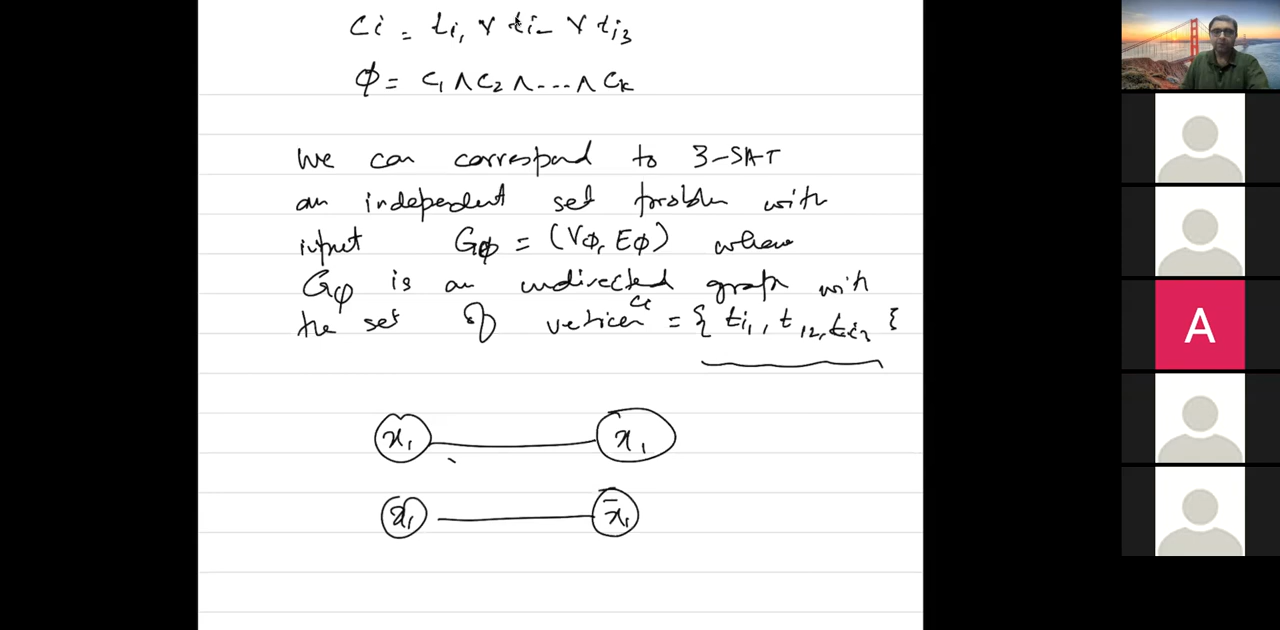 Ci = ti1 ∨ ti2 ∨ ti3
ϕ = C1 ∧ C2 ∧ ... ∧ Ck
We can correspond to 3-SAT
an independent set problem with
input Gϕ = (Vϕ, Eϕ) where
Gφ is an undirected graph with
the set of vertices = { ti1, t12, ti3 }
x1 x̄1
x̄1
A